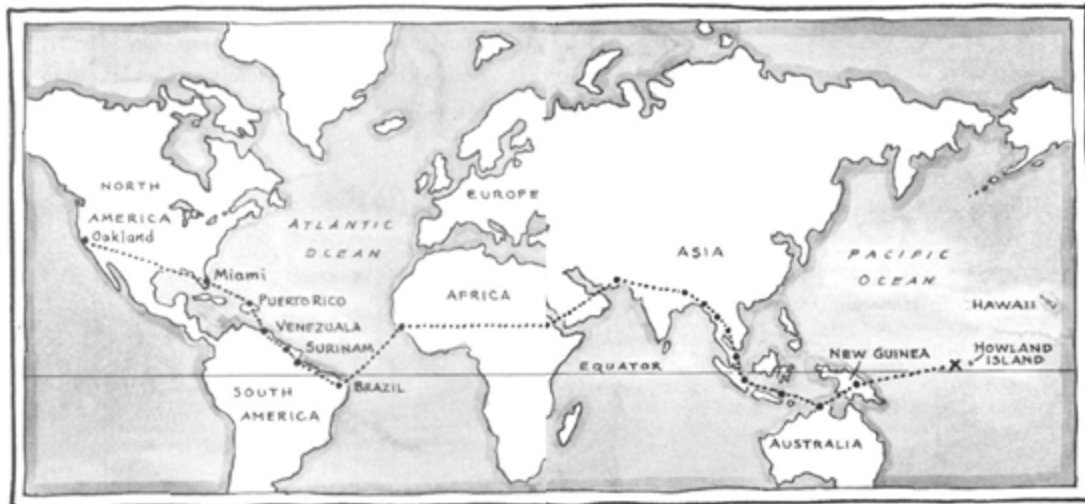 NORTH
AMERICA
Oakland
Miami
PUERTO RICO
VENEZUALA
SURINAM
BRAZIL
SOUTH
AMERICA
ATLANTIC
OCEAN
EUROPE
AFRICA
ASIA
EQUATOR
PACIFIC
OCEAN
HAWAII
HOWLAND
ISLAND
NEW GUINEA
AUSTRALIA